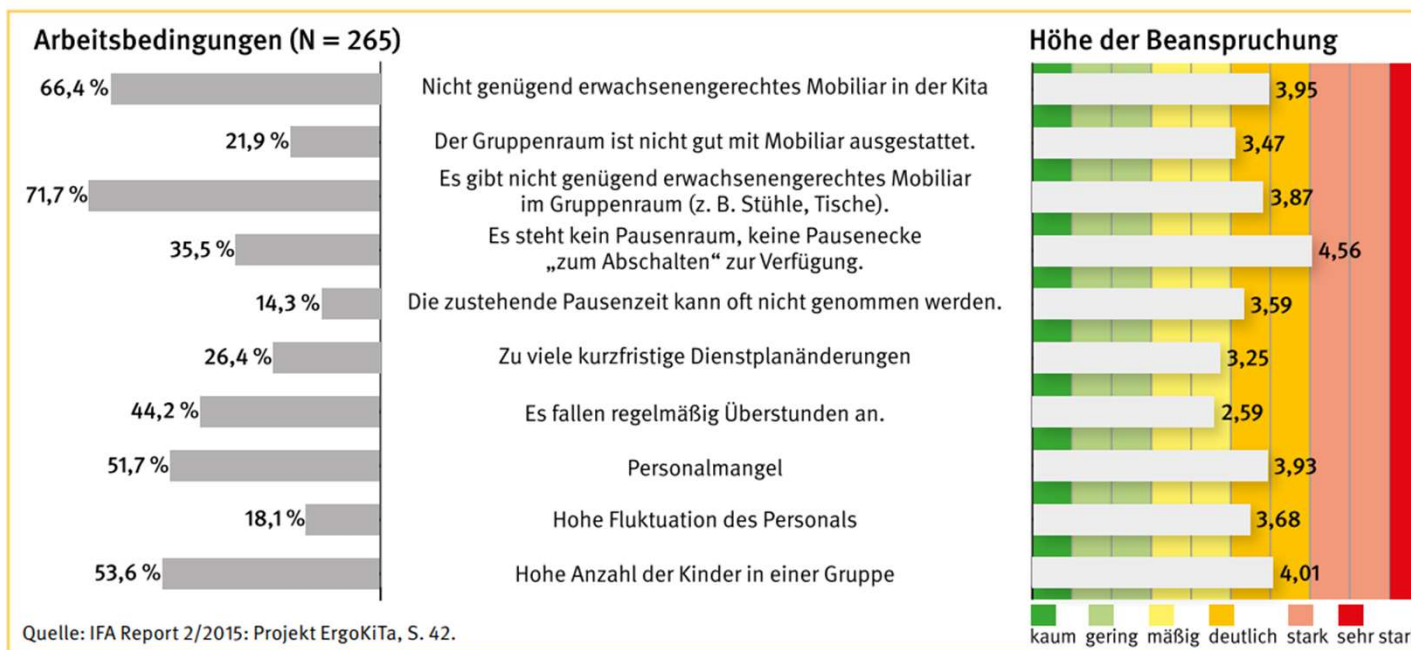 Arbeitsbedingungen (N = 265)
Höhe der Beanspruchung
66,4 %
Nicht genügend erwachsenengerechtes Mobiliar in der Kita
3,95
21,9 %
Der Gruppenraum ist nicht gut mit Mobiliar ausgestattet.
3,47
71,7 %
Es gibt nicht genügend erwachsenengerechtes Mobiliar
im Gruppenraum (z. B. Stühle, Tische).
3,87
35,5 %
Es steht kein Pausenraum, keine Pausenecke
„zum Abschalten“ zur Verfügung.
4,56
14,3 %
Die zustehende Pausenzeit kann oft nicht genommen werden.
3,59
26,4 %
Zu viele kurzfristige Dienstplanänderungen
3,25
44,2 %
Es fallen regelmäßig Überstunden an.
2,59
51,7 %
Personalmangel
3,93
18,1 %
Hohe Fluktuation des Personals
3,68
53,6 %
Hohe Anzahl der Kinder in einer Gruppe
4,01
Quelle: IFA Report 2/2015: Projekt ErgoKiTa, S. 42.
kaum gering mäßig deutlich stark sehr star